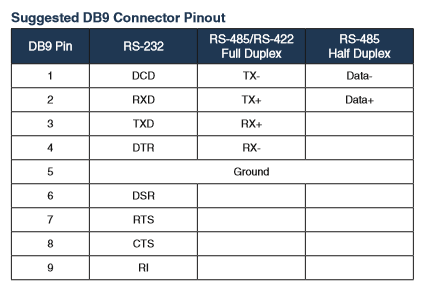 Suggested DB9 Connector Pinout
DB9 Pin RS-232 RS-485/RS-422 Full Duplex RS-485 Half Duplex
1 DCD TX- Data-
2 RXD TX+ Data+
3 TXD RX+
4 DTR RX-
5 Ground
6 DSR
7 RTS
8 CTS
9 RI